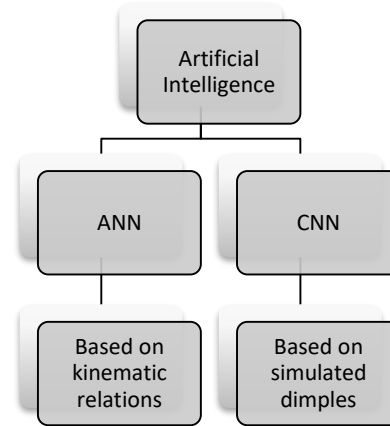 Artificial
Intelligence
ANN
CNN
Based on
kinematic
relations
Based on
simulated
dimples